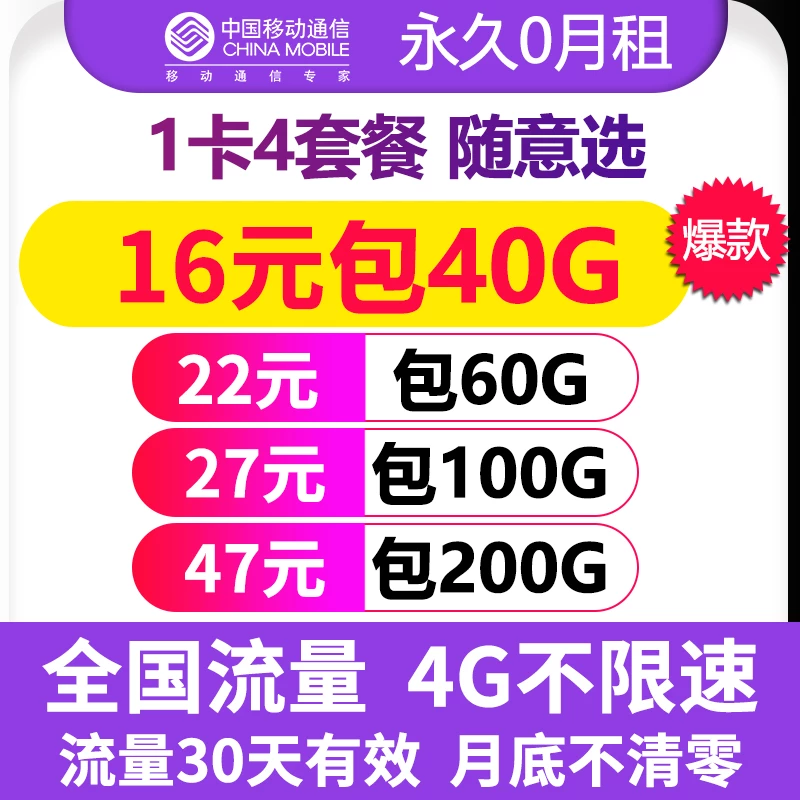 中国移动通信
CHINA MOBILE
移动通信专家
永久0月租
1卡4套餐 随意选
16元包40G
爆款
22元 包60G
27元 包100G
47元 包200G
全国流量 4G不限速
流量30天有效 月底不清零